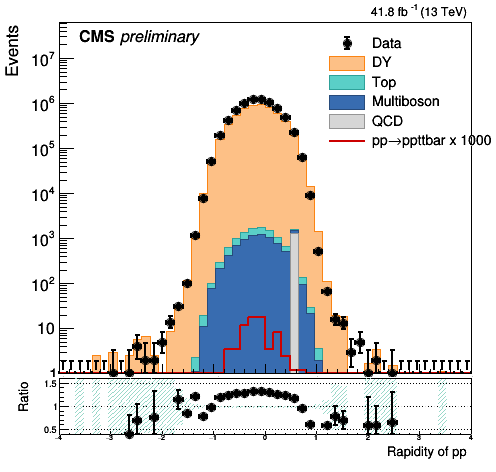 41.8 fb⁻¹ (13 TeV)
Events
CMS preliminary
Data
DY
Top
Multiboson
QCD
pp→ppttbar x 1000
10⁷
10⁶
10⁵
10⁴
10³
10²
10
1
Ratio
1.5
1
0.5
-4 -3 -2 -1 0 1 2 3 4
Rapidity of pp